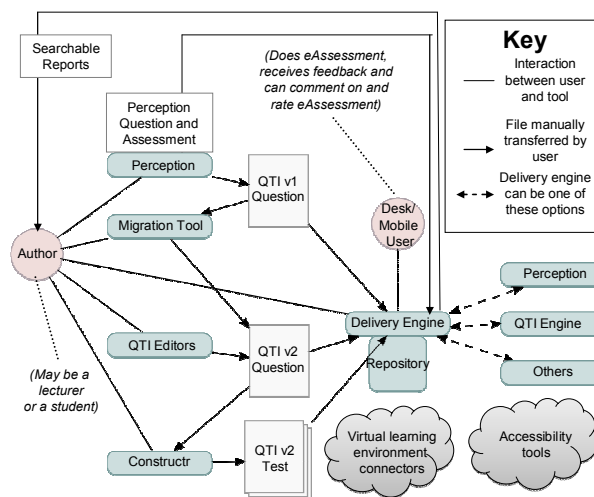 Searchable
Reports
(Does eAssessment,
receives feedback and
can comment on and
rate eAssessment)
Key
Interaction
between user
and tool
File manually
transferred by
user
Delivery engine
can be one of
these options
Perception
Question and
Assessment
Perception
QTI v1
Question
Migration Tool
Desk/
Mobile
User
Author
Perception
Delivery Engine
QTI Engine
QTI Editors
QTI v2
Question
Repository
Others
(May be a
lecturer
or a student)
Virtual learning
environment
connectors
Accessibility
tools
Constructr
QTI v2
Test